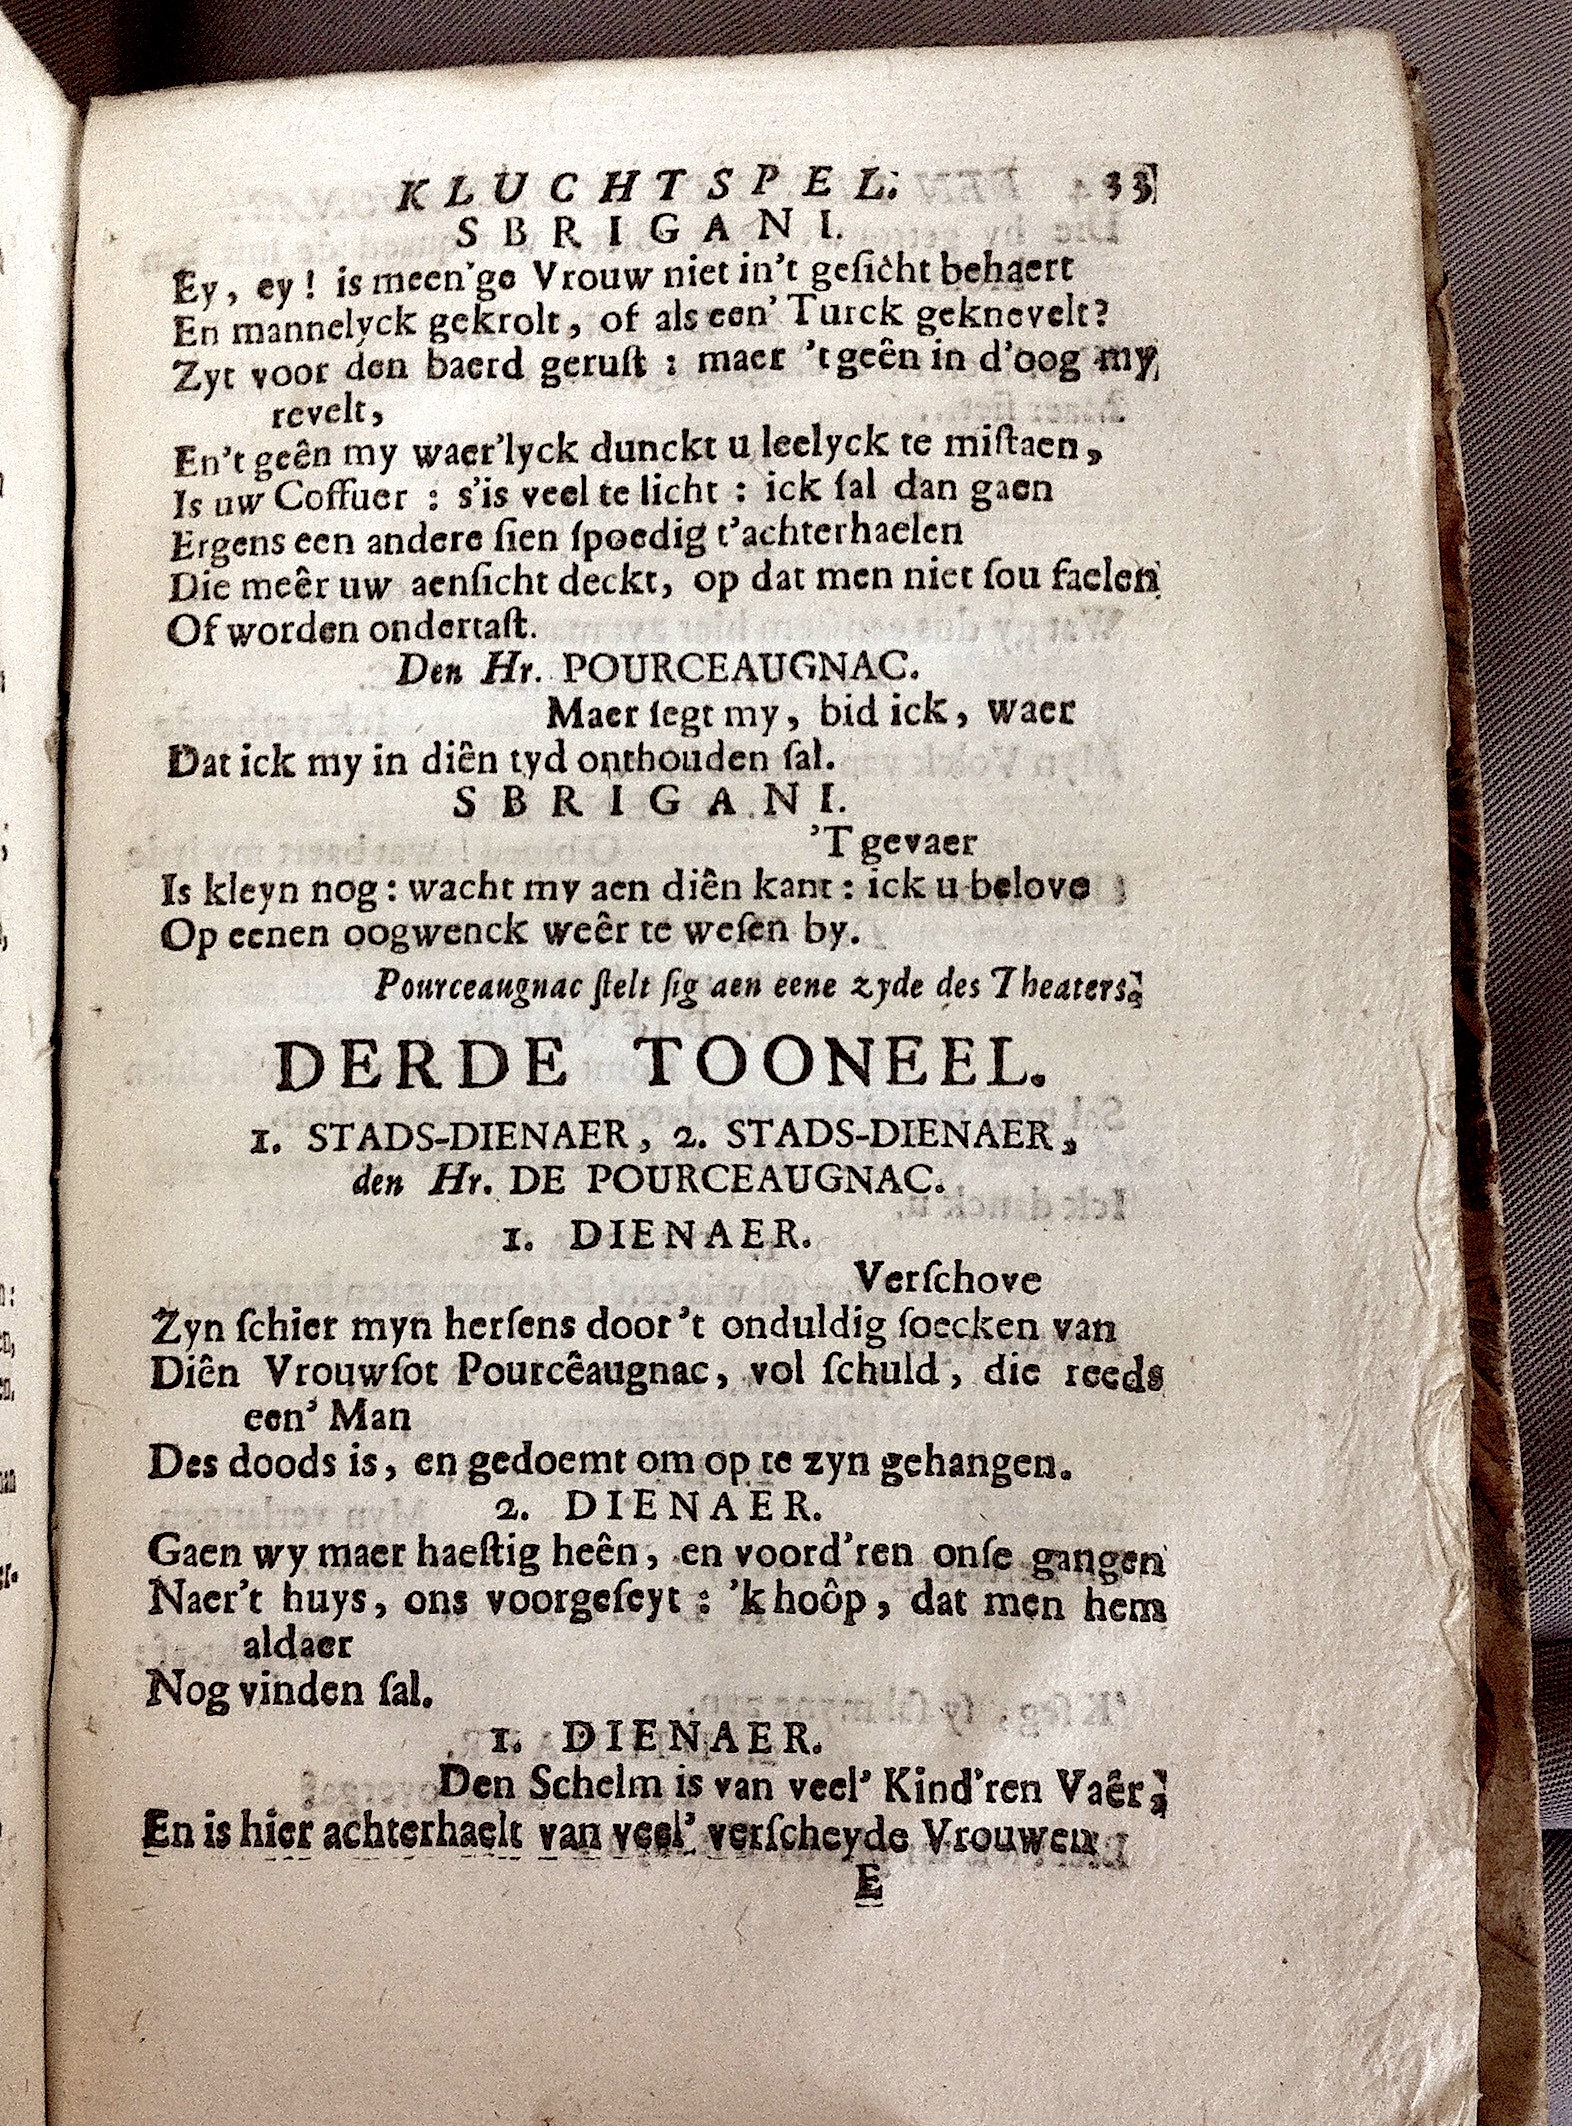 KLUCHTSPEL. 33
SBRIGANI.
Ey, ey! is meen'ge Vrouw niet in't geſicht behaert
En mannelyck gekrolt, of als een' Turck geknevelt?
Zyt voor den baerd geruſt : maer 't geên in d'oog my
revelt,
En't geên my waer'lyck dunckt u leelyck te miſtaen,
Is uw Coffuer : s'is veel te licht : ick ſal dan gaen
Ergens een andere ſien ſpoedig t'achterhaelen
Die meêr uw aenſicht deckt, op dat men niet ſou faelen
Of worden ondertaſt.
Den Hr. POURCEAUGNAC.
Maer ſegt my, bid ick, waer
Dat ick my in diên tyd onthouden ſal.
SBRIGANI.
'T gevaer
Is kleyn nog: wacht my aen diên kant: ick u belove
Op eenen oogwenck weêr te weſen by.
Pourceaugnac ſtelt ſig aen eene zyde des Theaters.
DERDE TOONEEL.
1. STADS-DIENAER, 2. STADS-DIENAER,
den Hr. DE POURCEAUGNAC.
1. DIENAER.
Verſchove
Zyn ſchier myn herſens door't onduldig ſoecken van
Diên Vrouwſot Pourcêaugnac, vol ſchuld, die reeds
een' Man
Des doods is, en gedoemt om op te zyn gehangen.
2. DIENAER.
Gaen wy maer haeſtig heên, en voord'ren onſe gangen
Naer't huys, ons voorgeſeyt : 'k hoôp, dat men hem
aldaer
Nog vinden ſal.
1. DIENAER.
Den Schelm is van veel' Kind'ren Vaêr,
En is hier achterhaelt van veel' verſcheyde Vrouwen
E